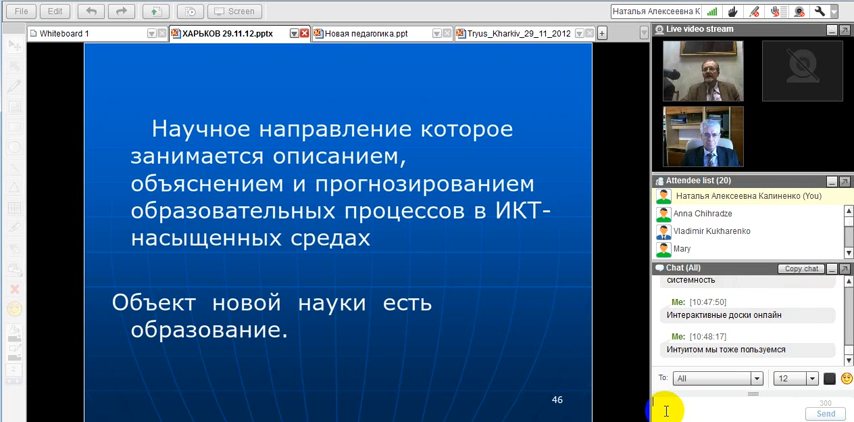 File
Edit
Screen
Наталья Алексеевна К
Whiteboard 1
ХАРЬКОВ 29.11.12.pptx
Новая педагогика.ppt
Tryus_Kharkiv_29_11_2012
Научное направление которое
занимается описанием,
объяснением и прогнозированием
образовательных процессов в ИКТ-
насыщенных средах
Объект новой науки есть
образование.
46
Live video stream
Attendee list (20)
Наталья Алексеевна Калиненко (You)
Anna Chihradze
Vladimir Kukharenko
Mary
Chat (All)
Copy chat
системность
Me: [10:47:50]
Интерактивные доски онлайн
Me: [10:48:17]
Интуитом мы тоже пользуемся
To:
All
12
300
Send